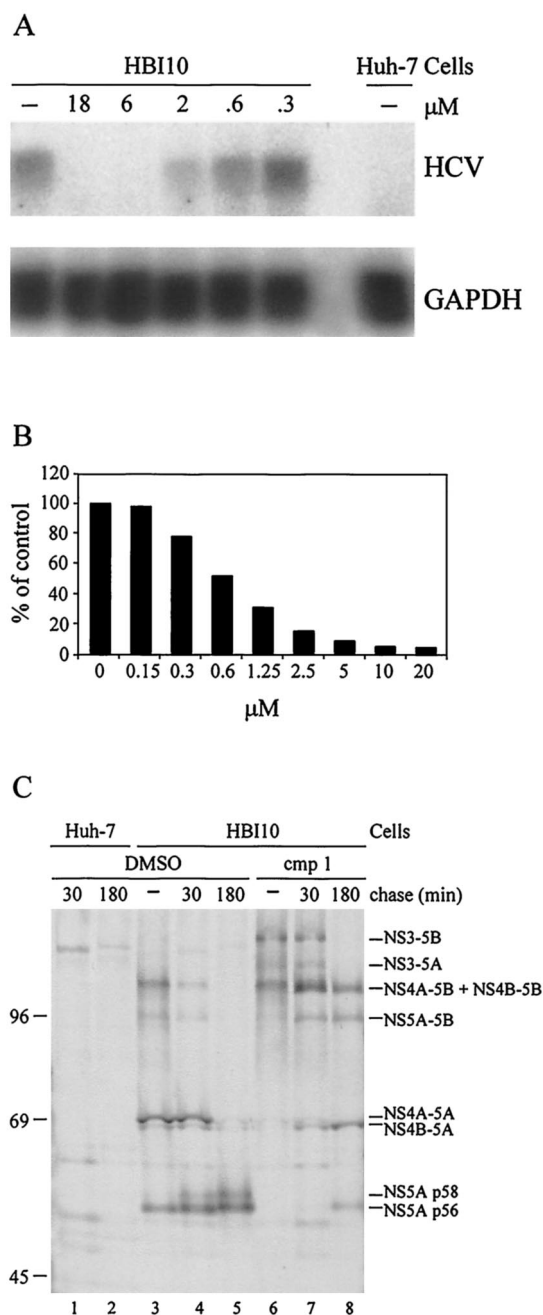 A
HBI10 Huh-7 Cells
– 18 6 2 .6 .3 – μM
HCV
GAPDH
B
120
100
80
60
40
20
0
% of control
0 0.15 0.3 0.6 1.25 2.5 5 10 20
μM
C
Huh-7 HBI10 Cells
DMSO cmp 1
30 180 – 30 180 – 30 180 chase (min)
NS3-5B
NS3-5A
NS4A-5B + NS4B-5B
96 NS5A-5B
69 NS4A-5A
NS4B-5A
NS5A p58
NS5A p56
45
1 2 3 4 5 6 7 8